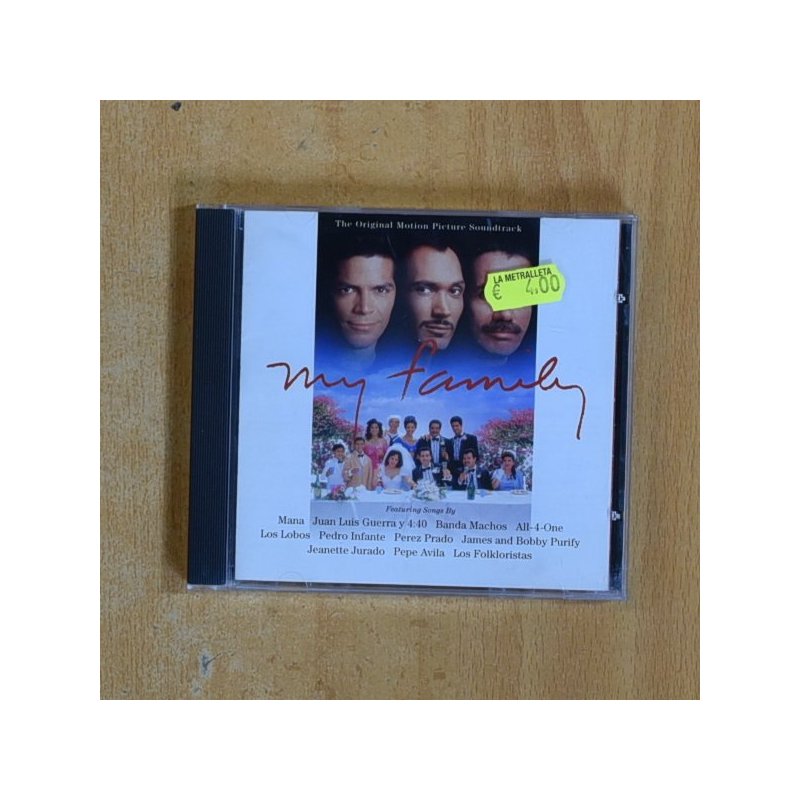 The Original Motion Picture Soundtrack
LA METRALLETA
€ 4.00
my family
Featuring Songs By
Mana Juan Luis Guerra y 4:40 Banda Machos All-4-One
Los Lobos Pedro Infante Perez Prado James and Bobby Purify
Jeanette Jurado Pepe Avila Los Folkloristas